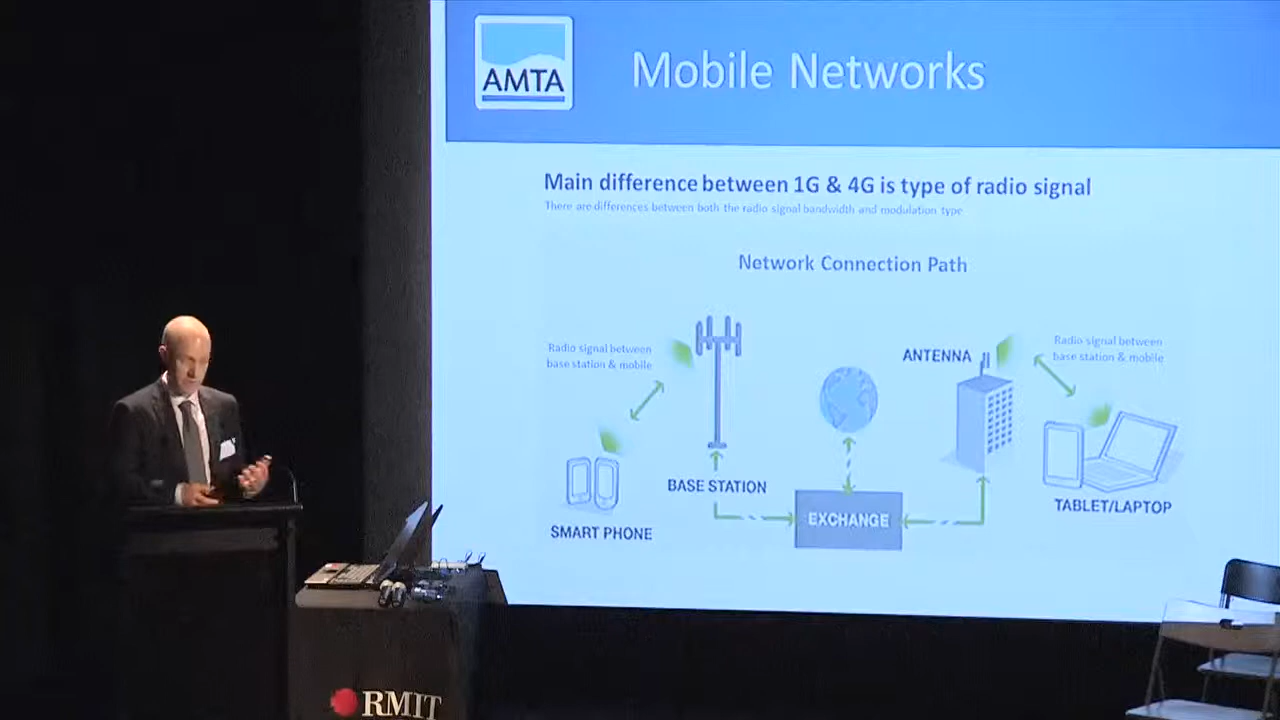 AMTA
Mobile Networks
Main difference between 1G & 4G is type of radio signal
There are differences between both the radio signal bandwidth and modulation type
Network Connection Path
Radio signal between
base station & mobile
ANTENNA
Radio signal between
base station & mobile
BASE STATION
EXCHANGE
SMART PHONE
TABLET/LAPTOP
RMIT